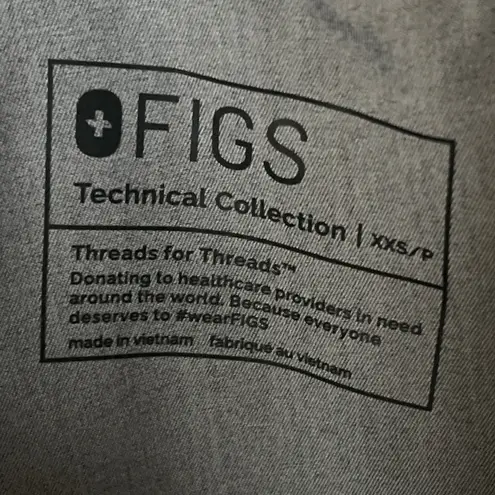 FIGS
Technical Collection | XXS/P
Threads for Threads™
Donating to healthcare providers in need
around the world. Because everyone
deserves to #wearFIGS
made in vietnam fabriqué au vietnam